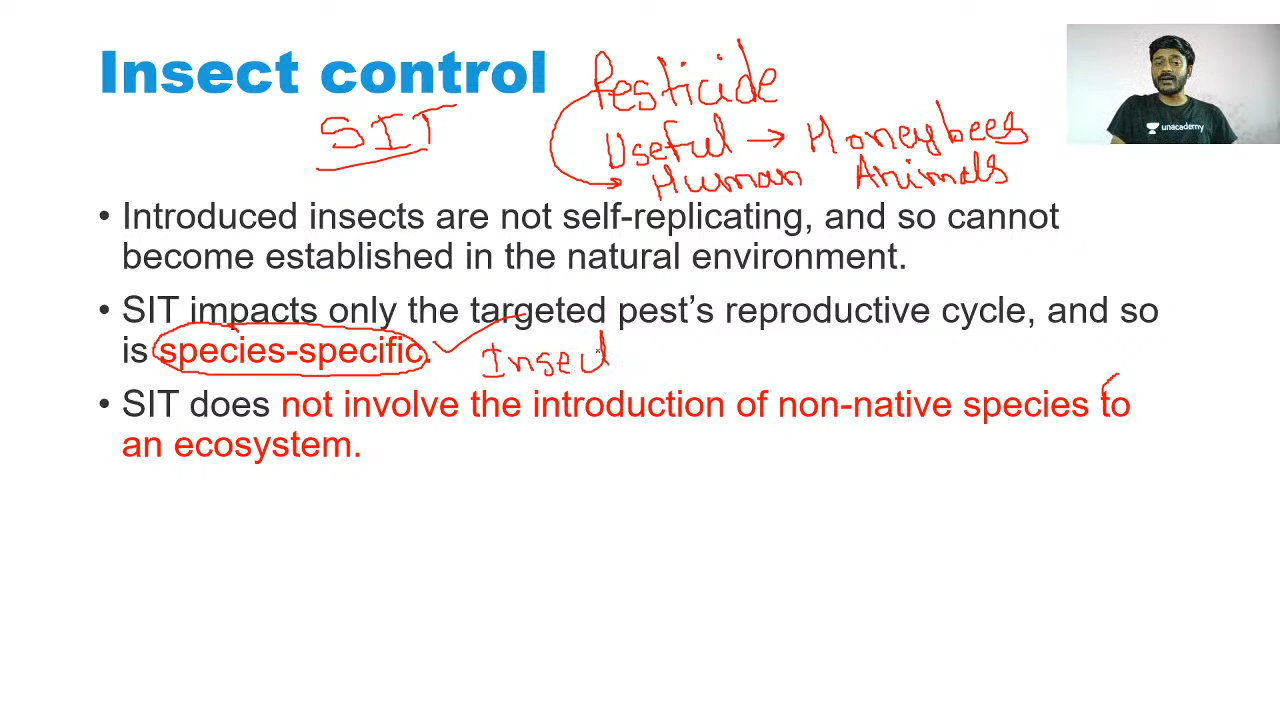 Insect control
Pesticide
SIT
Useful → Honeybees
Human Animals
unacademy
• Introduced insects are not self-replicating, and so cannot
become established in the natural environment.
• SIT impacts only the targeted pest's reproductive cycle, and so
is species-specific.
Insec
• SIT does not involve the introduction of non-native species to
an ecosystem.